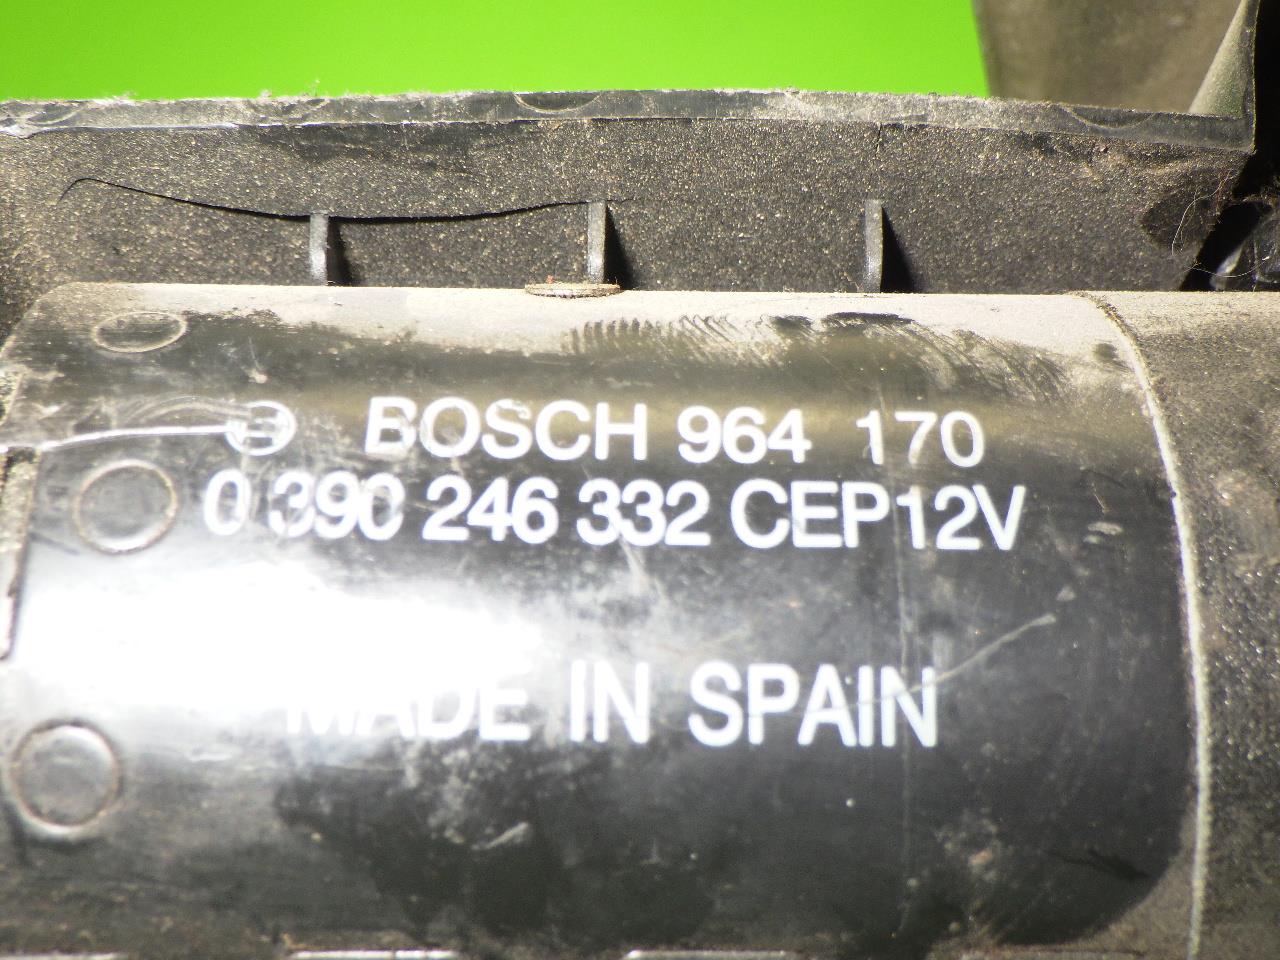 BOSCH 964 170
0 390 246 332 CEP12V
MADE IN SPAIN